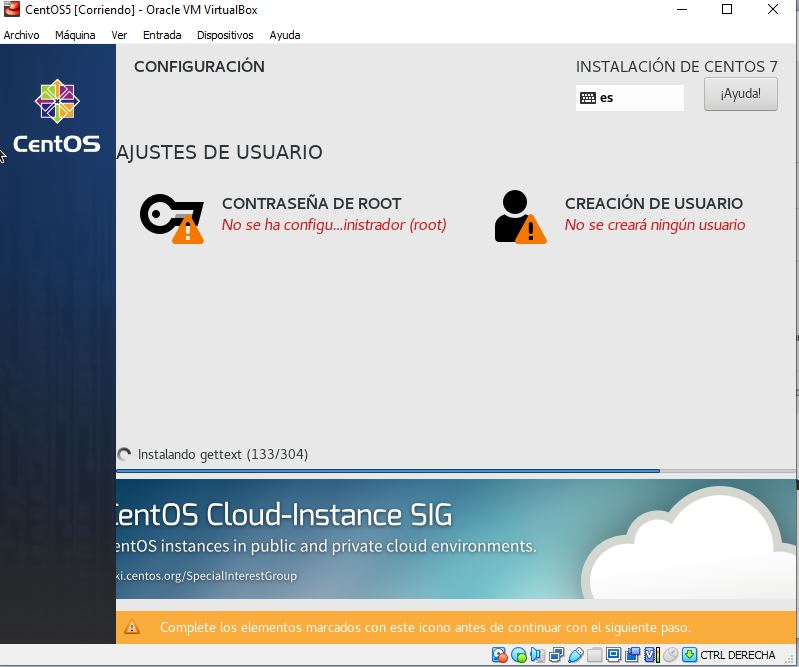 CentOS5 [Corriendo] - Oracle VM VirtualBox
Archivo Máquina Ver Entrada Dispositivos Ayuda
CONFIGURACIÓN
INSTALACIÓN DE CENTOS 7
es
¡Ayuda!
CentOS
AJUSTES DE USUARIO
CONTRASEÑA DE ROOT
No se ha configu...inistrador (root)
CREACIÓN DE USUARIO
No se creará ningún usuario
Instalando gettext (133/304)
CentOS Cloud-Instance SIG
entOS instances in public and private cloud environments.
ki.centos.org/SpecialInterestGroup
Complete los elementos marcados con este icono antes de continuar con el siguiente paso.
CTRL DERECHA